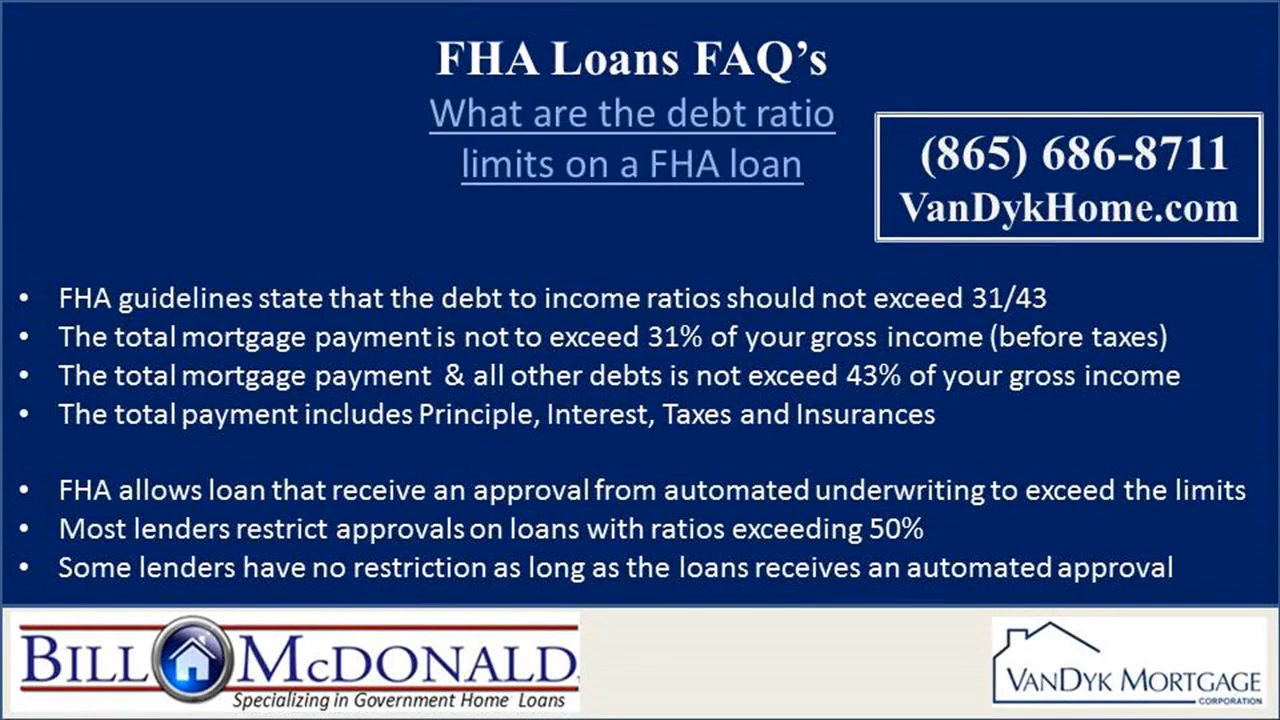 FHA Loans FAQ’s
What are the debt ratio
limits on a FHA loan
(865) 686-8711
VanDykHome.com
• FHA guidelines state that the debt to income ratios should not exceed 31/43
• The total mortgage payment is not to exceed 31% of your gross income (before taxes)
• The total mortgage payment & all other debts is not exceed 43% of your gross income
• The total payment includes Principle, Interest, Taxes and Insurances
• FHA allows loan that receive an approval from automated underwriting to exceed the limits
• Most lenders restrict approvals on loans with ratios exceeding 50%
• Some lenders have no restriction as long as the loans receives an automated approval
BILL MCDONALD
Specializing in Government Home Loans
VANDYK MORTGAGE
CORPORATION